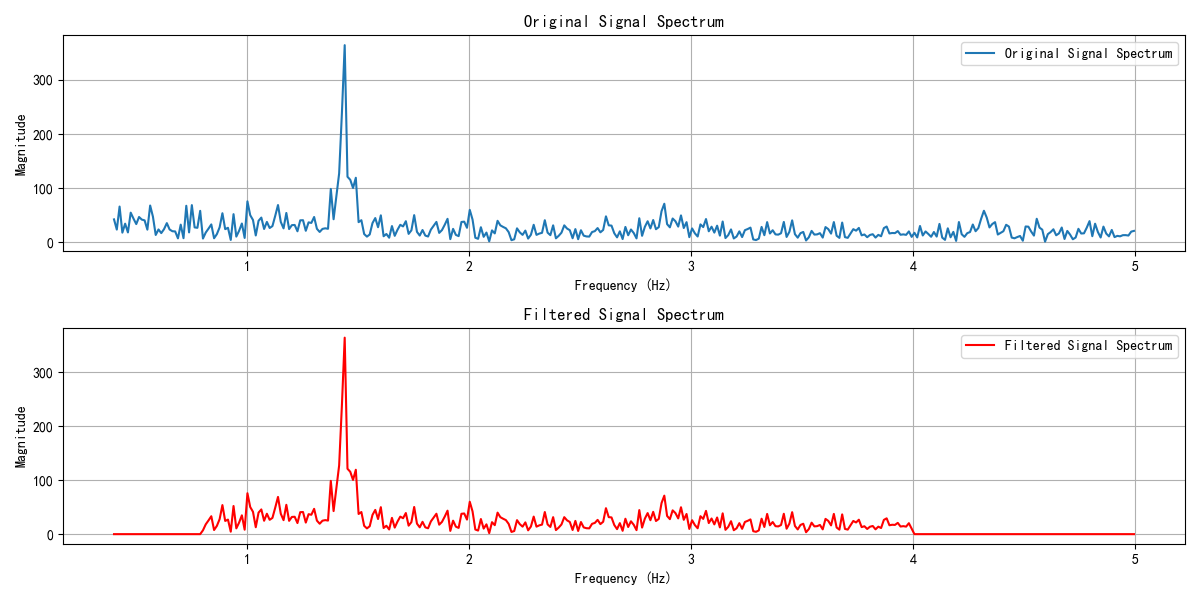 Original Signal Spectrum
Original Signal Spectrum
Magnitude
300
200
100
0
1 2 3 4 5
Frequency (Hz)
Filtered Signal Spectrum
Filtered Signal Spectrum
Magnitude
300
200
100
0
1 2 3 4 5
Frequency (Hz)